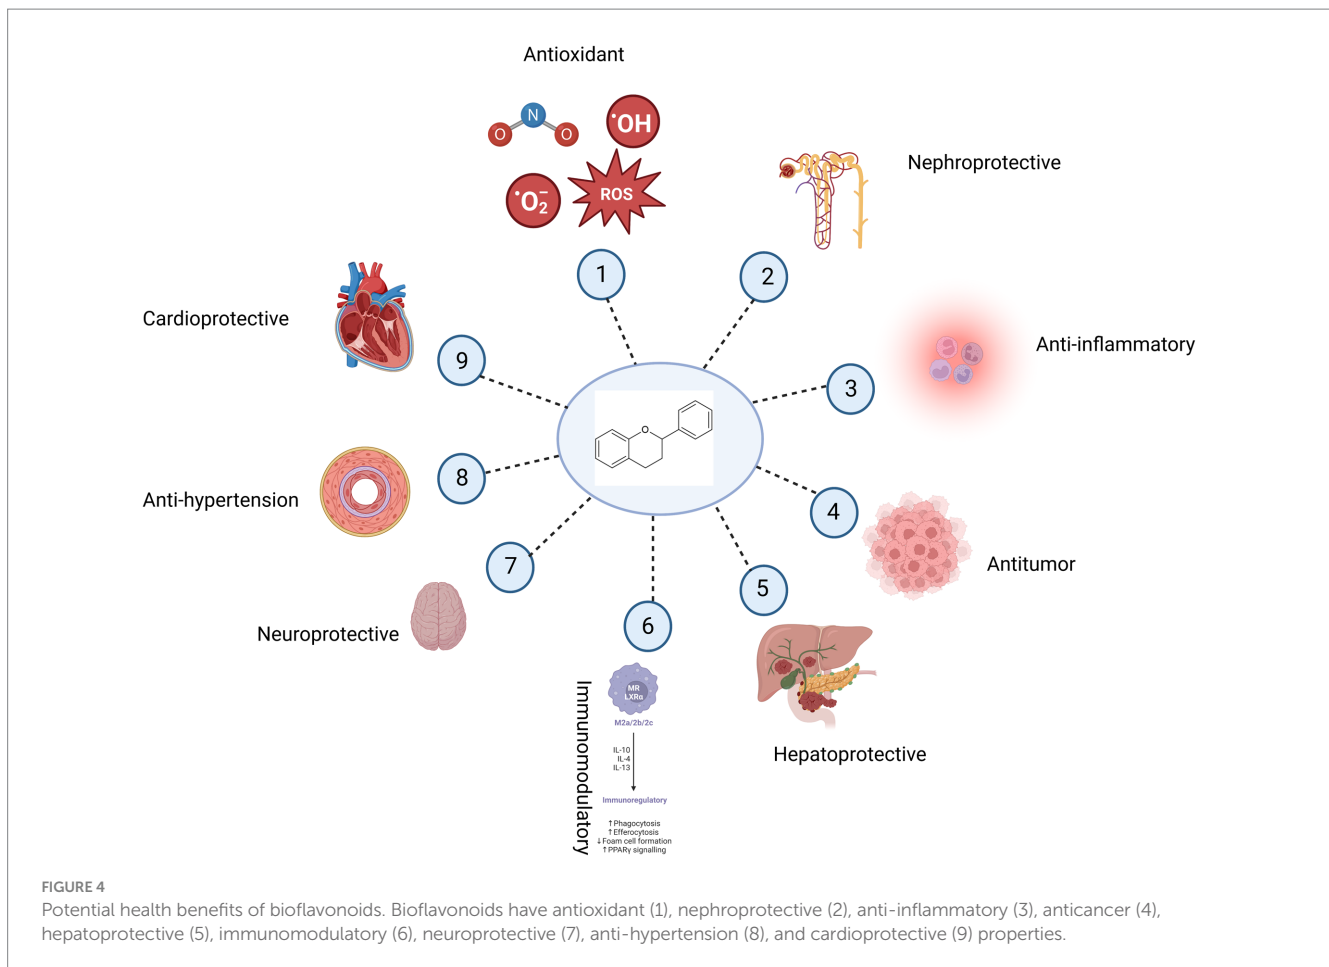 Antioxidant
N
O
O
•OH
•O₂⁻
ROS
Nephroprotective
1
2
Cardioprotective
Anti-inflammatory
9
3
O
Anti-hypertension
8
4
Antitumor
7
5
Neuroprotective
6
Immunomodulatory
MR
LXRα
M2a/2b/2c
IL-10
IL-4
IL-13
Immunoregulatory
↑Phagocytosis
↑Efferocytosis
↓Foam cell formation
↑PPARγ signalling
Hepatoprotective
FIGURE 4
Potential health benefits of bioflavonoids. Bioflavonoids have antioxidant (1), nephroprotective (2), anti-inflammatory (3), anticancer (4),
hepatoprotective (5), immunomodulatory (6), neuroprotective (7), anti-hypertension (8), and cardioprotective (9) properties.